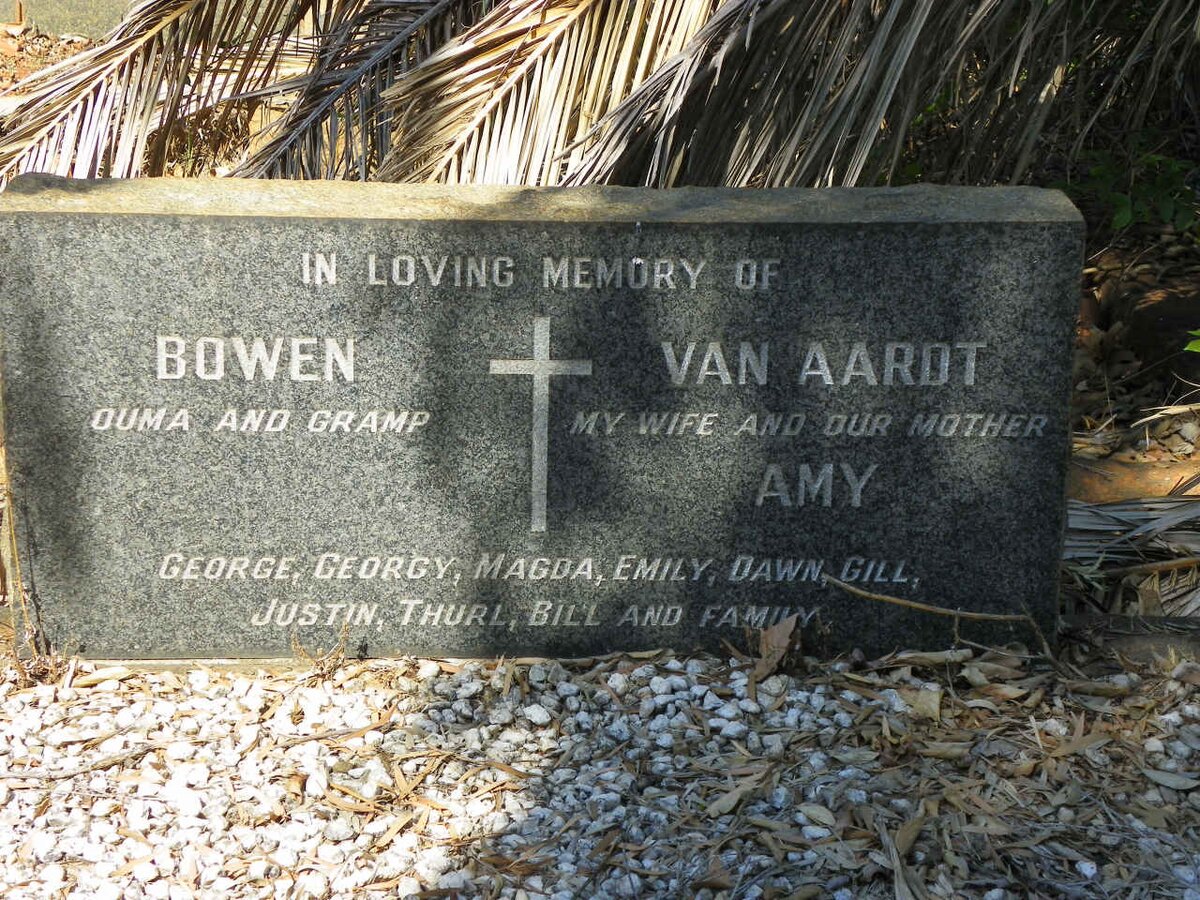 IN LOVING MEMORY OF
BOWEN
OUMA AND GRAMP
VAN AARDT
MY WIFE AND OUR MOTHER
AMY
GEORGE, GEORGY, MAGDA, EMILY, DAWN, GILL,
JUSTIN, THURL, BILL AND FAMILY.